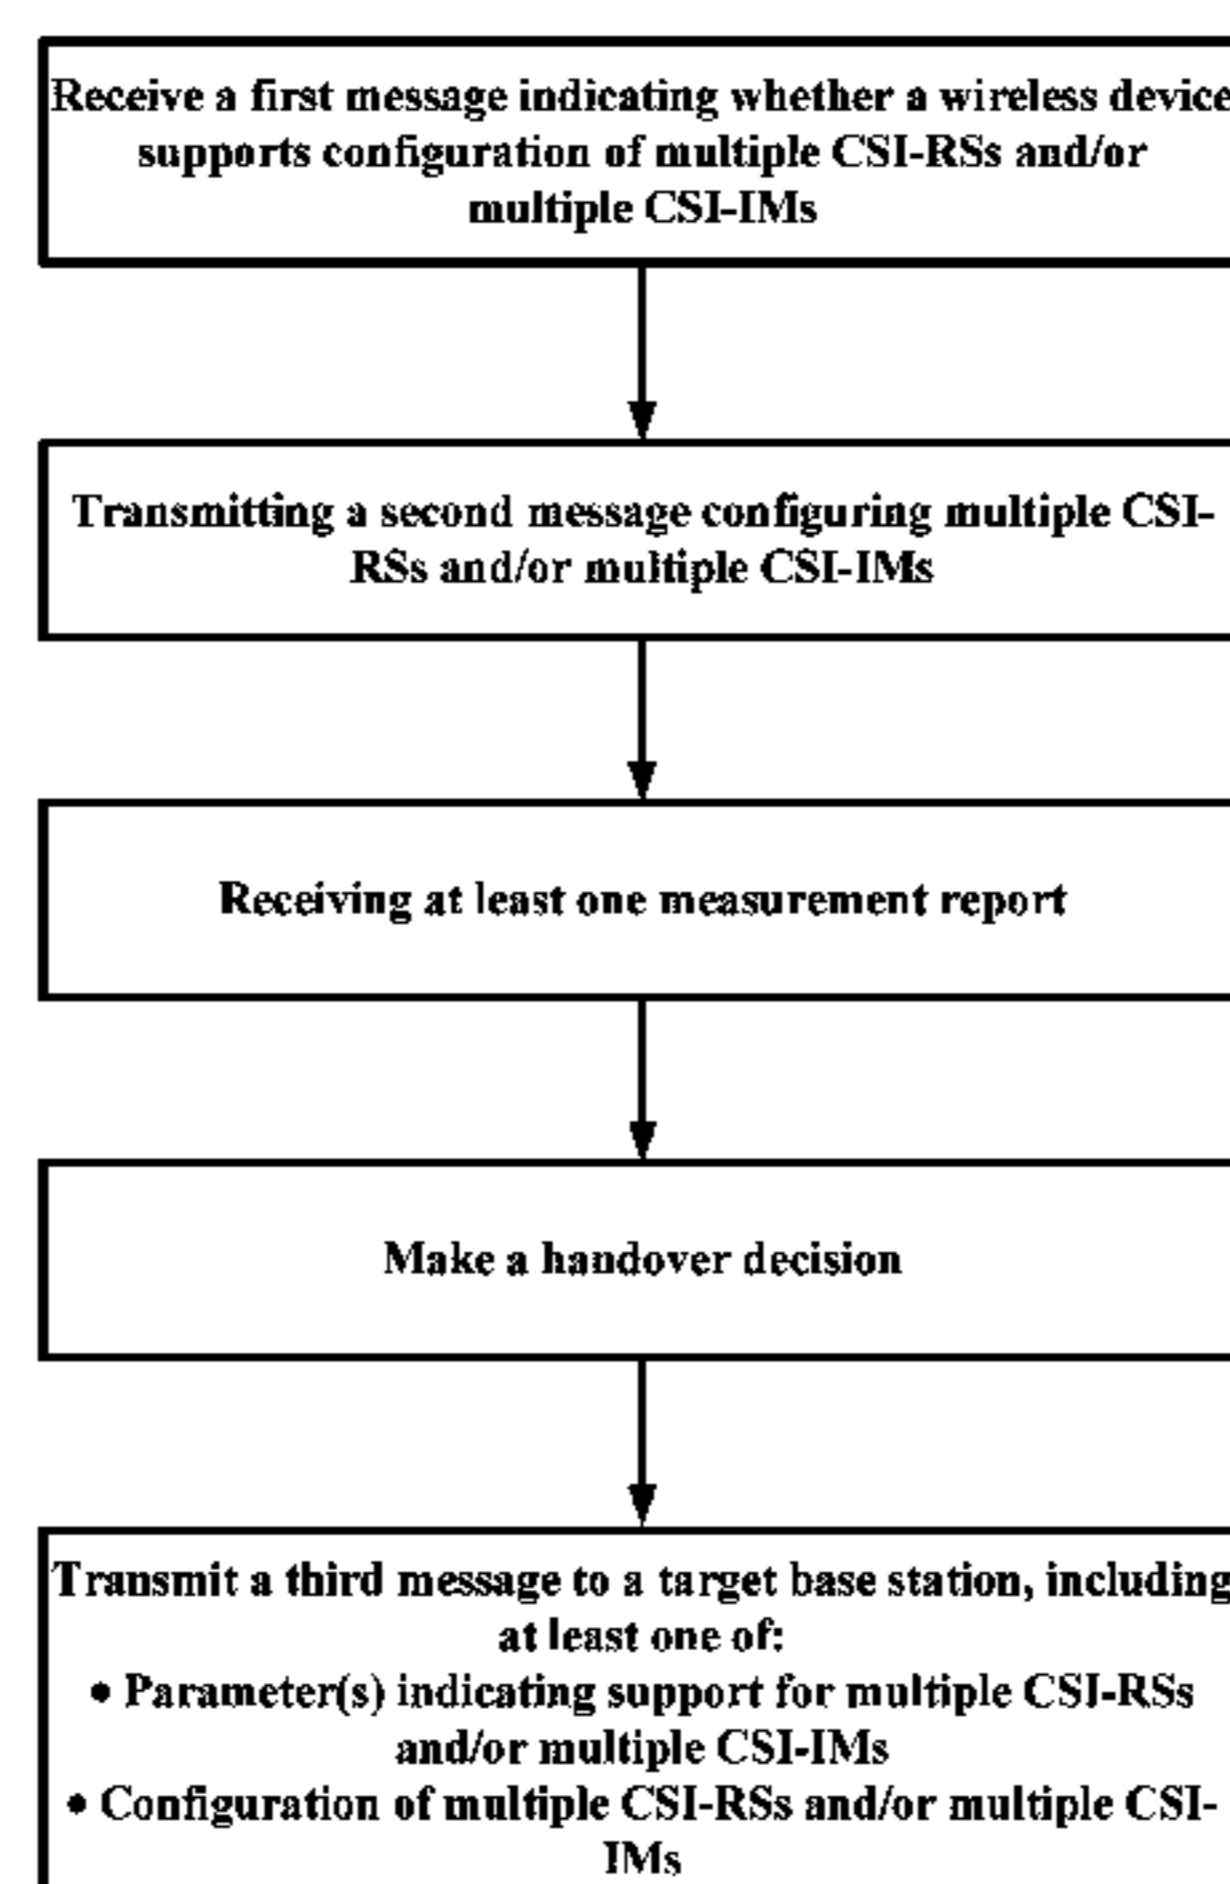 Receive a first message indicating whether a wireless device
supports configuration of multiple CSI-RSs and/or
multiple CSI-IMs
Transmitting a second message configuring multiple CSI-
RSs and/or multiple CSI-IMs
Receiving at least one measurement report
Make a handover decision
Transmit a third message to a target base station, including
at least one of:
• Parameter(s) indicating support for multiple CSI-RSs
and/or multiple CSI-IMs
• Configuration of multiple CSI-RSs and/or multiple CSI-
IMs